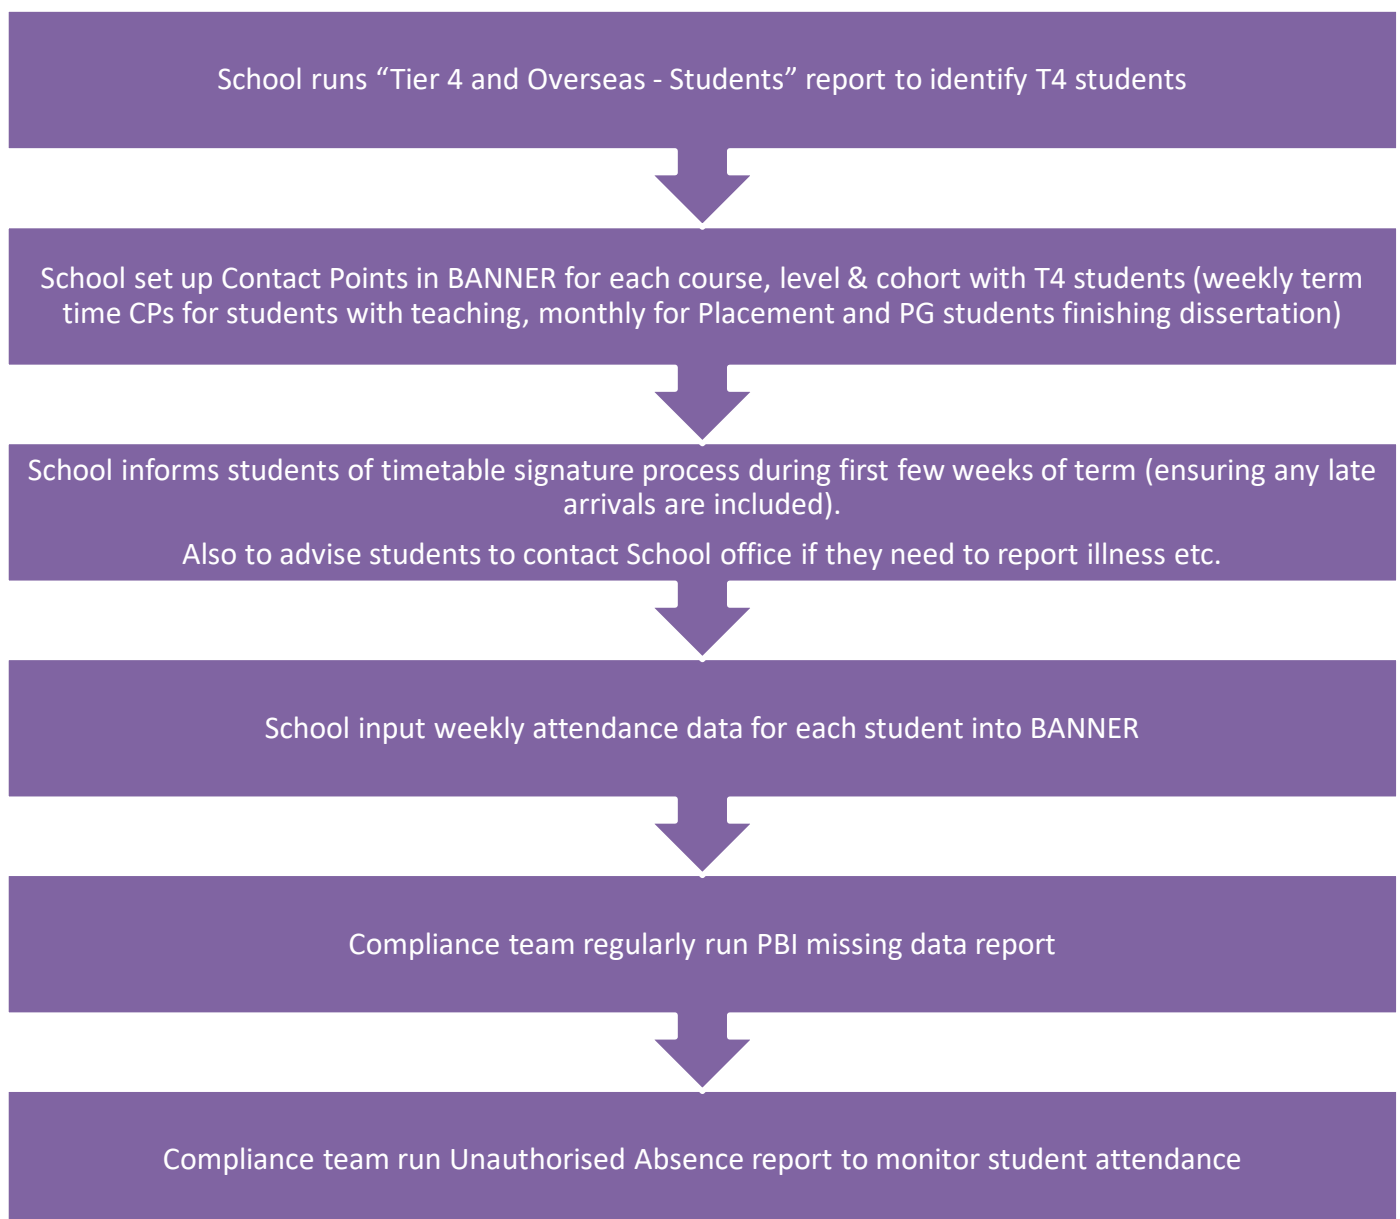 School runs “Tier 4 and Overseas - Students” report to identify T4 students
School set up Contact Points in BANNER for each course, level & cohort with T4 students (weekly term
time CPs for students with teaching, monthly for Placement and PG students finishing dissertation)
School informs students of timetable signature process during first few weeks of term (ensuring any late
arrivals are included).
Also to advise students to contact School office if they need to report illness etc.
School input weekly attendance data for each student into BANNER
Compliance team regularly run PBI missing data report
Compliance team run Unauthorised Absence report to monitor student attendance